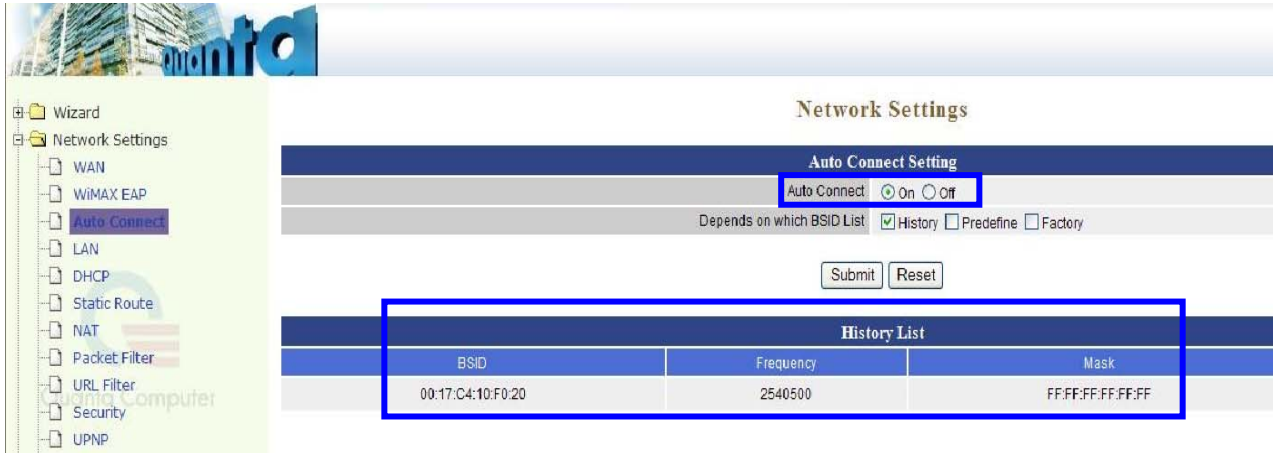 Quanta
Wizard
Network Settings
WAN
WiMAX EAP
Auto Connect
LAN
DHCP
Static Route
NAT
Packet Filter
URL Filter
Security
UPNP
Quanta Computer
Network Settings
Auto Connect Setting
Auto Connect On Off
Depends on which BSID List History Predefine Factory
Submit Reset
History List
BSID Frequency Mask
00:17:C4:10:F0:20 2540500 FF:FF:FF:FF:FF:FF